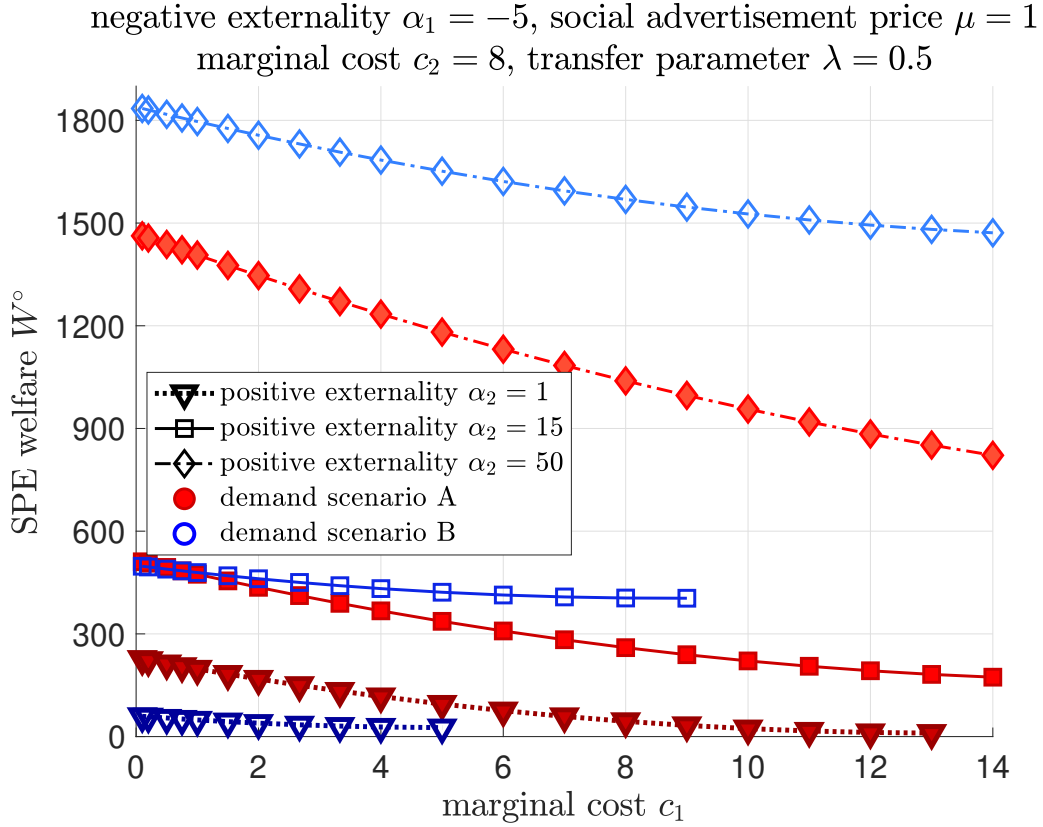 negative externality α₁ = −5, social advertisement price μ = 1
marginal cost c₂ = 8, transfer parameter λ = 0.5
SPE welfare W°
1800
1500
1200
900
600
300
0
positive externality α₂ = 1
positive externality α₂ = 15
positive externality α₂ = 50
demand scenario A
demand scenario B
0 2 4 6 8 10 12 14
marginal cost c₁